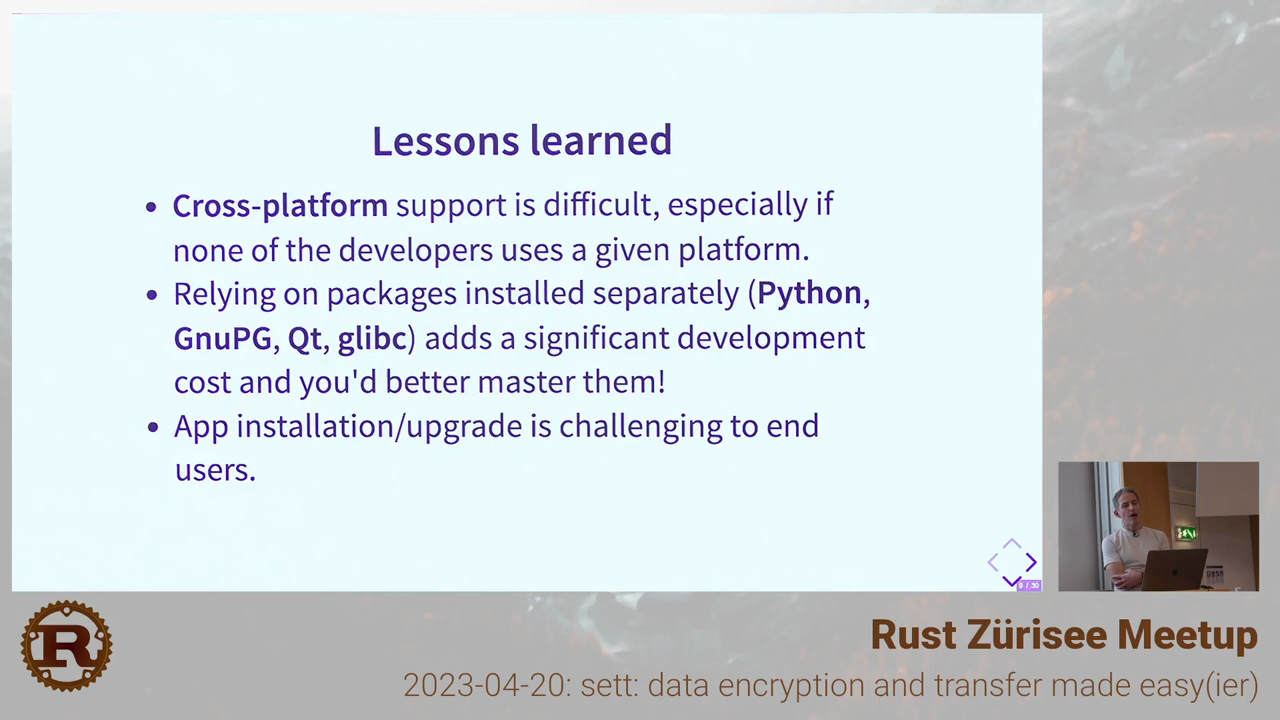 Lessons learned
• Cross-platform support is difficult, especially if
none of the developers uses a given platform.
• Relying on packages installed separately (Python,
GnuPG, Qt, glibc) adds a significant development
cost and you'd better master them!
• App installation/upgrade is challenging to end
users.
9 / 30
R
Rust Zürisee Meetup
2023-04-20: sett: data encryption and transfer made easy(ier)